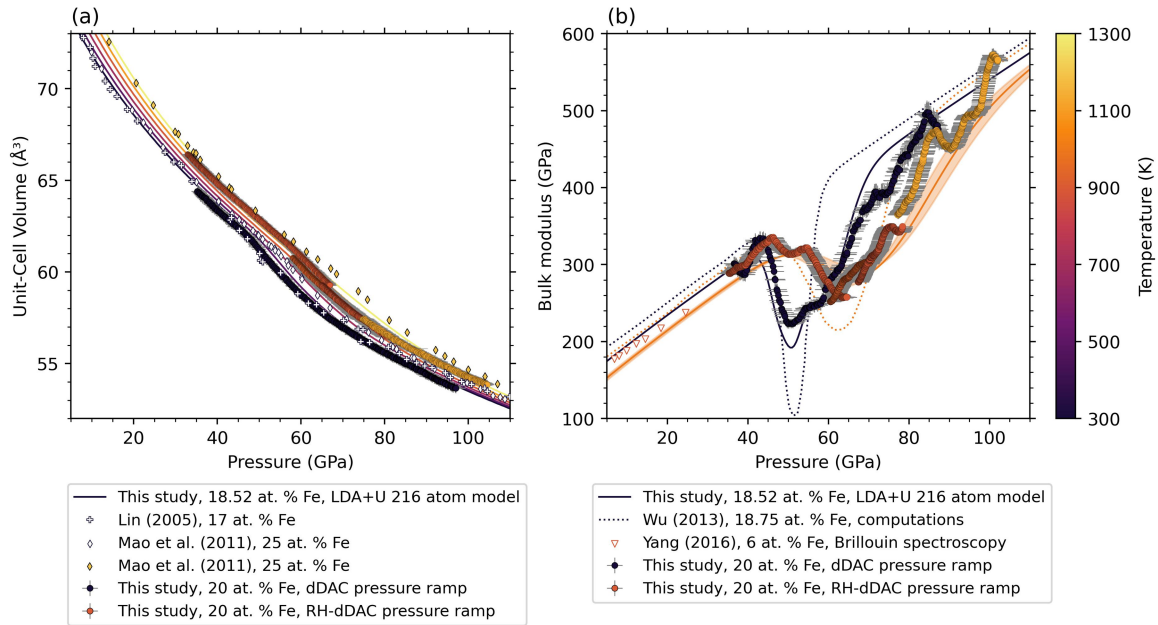 (a)
(b)
70
65
60
55
Unit-Cell Volume (Å³)
20
40
60
80
100
Pressure (GPa)
600
500
400
300
200
100
Bulk modulus (GPa)
20
40
60
80
100
Pressure (GPa)
1300
1100
900
700
500
300
Temperature (K)
This study, 18.52 at. % Fe, LDA+U 216 atom model
Lin (2005), 17 at. % Fe
Mao et al. (2011), 25 at. % Fe
Mao et al. (2011), 25 at. % Fe
This study, 20 at. % Fe, dDAC pressure ramp
This study, 20 at. % Fe, RH-dDAC pressure ramp
This study, 18.52 at. % Fe, LDA+U 216 atom model
Wu (2013), 18.75 at. % Fe, computations
Yang (2016), 6 at. % Fe, Brillouin spectroscopy
This study, 20 at. % Fe, dDAC pressure ramp
This study, 20 at. % Fe, RH-dDAC pressure ramp